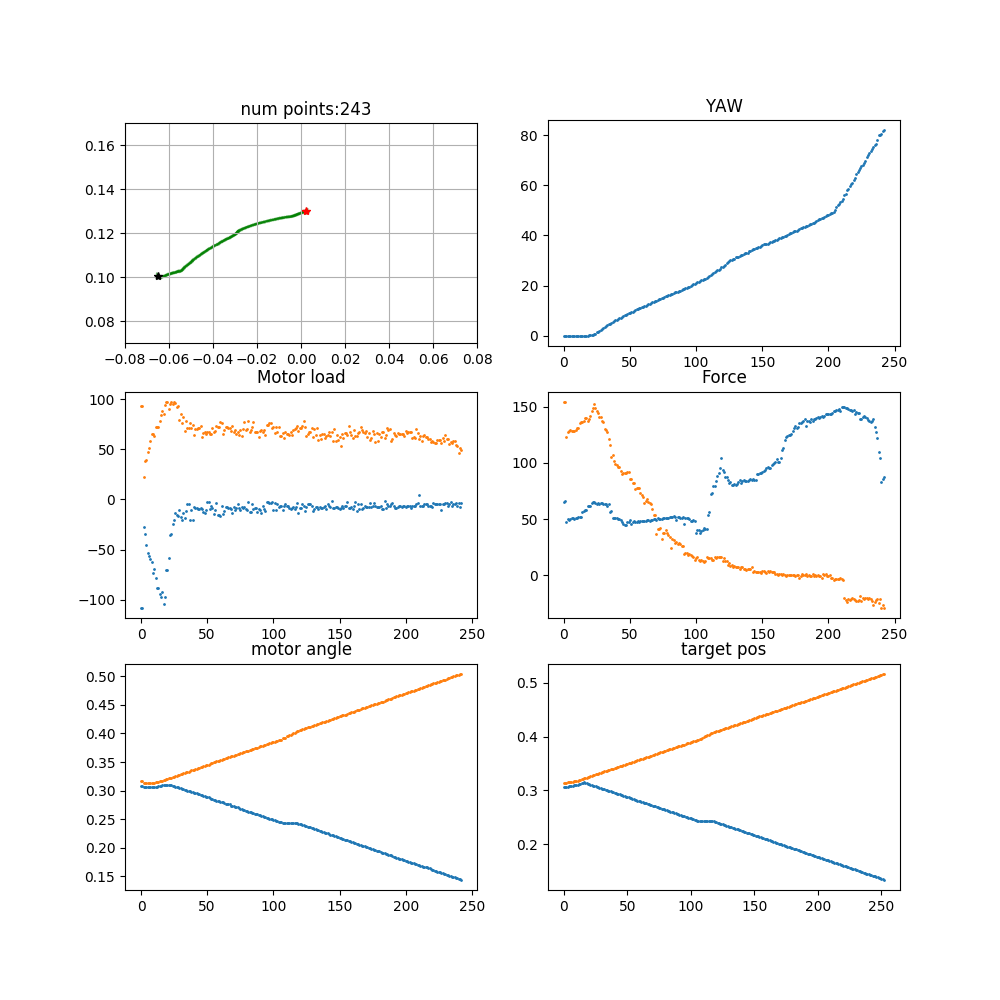 num points:243
0.16
0.14
0.12
0.10
0.08
−0.08 −0.06 −0.04 −0.02 0.00 0.02 0.04 0.06 0.08
YAW
80
60
40
20
0
0 50 100 150 200 250
Motor load
100
50
0
−50
−100
0 50 100 150 200 250
Force
150
100
50
0
0 50 100 150 200 250
motor angle
0.50
0.45
0.40
0.35
0.30
0.25
0.20
0.15
0 50 100 150 200 250
target pos
0.5
0.4
0.3
0.2
0 50 100 150 200 250